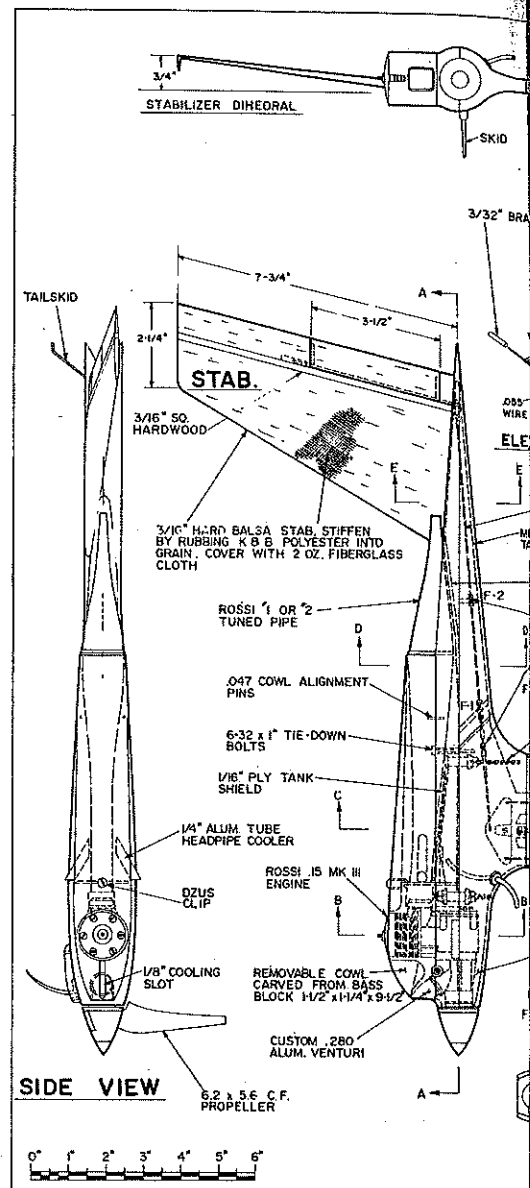 3/4"
STABILIZER DIHEDRAL
SKID
3/32" BRA
7-3/4"
A
TAILSKID
3-1/2"
2-1/4"
STAB.
3/16" SQ.
HARDWOOD
.055
WIRE
ELE
E
E
3/16" HARD BALSA STAB, STIFFEN
BY RUBBING K & B POLYESTER INTO
GRAIN. COVER WITH 2 OZ. FIBERGLASS
CLOTH
F-2
ROSSI #1 OR #2
TUNED PIPE
D
.047 COWL ALIGNMENT
PINS
F-1
6-32 x 1" TIE-DOWN
BOLTS
1/16" PLY TANK
SHIELD
C
1/4" ALUM. TUBE
HEADPIPE COOLER
ROSSI .15 MK III
ENGINE
DZUS
CLIP
B
B
1/8" COOLING
SLOT
REMOVABLE COWL
CARVED FROM BASS
BLOCK 1-1/2" x 1-1/4" x 9-1/2"
CUSTOM .280
ALUM. VENTURI
SIDE VIEW
A
6.2 x 5.6 C.F.
PROPELLER
0" 1" 2" 3" 4" 5" 6"